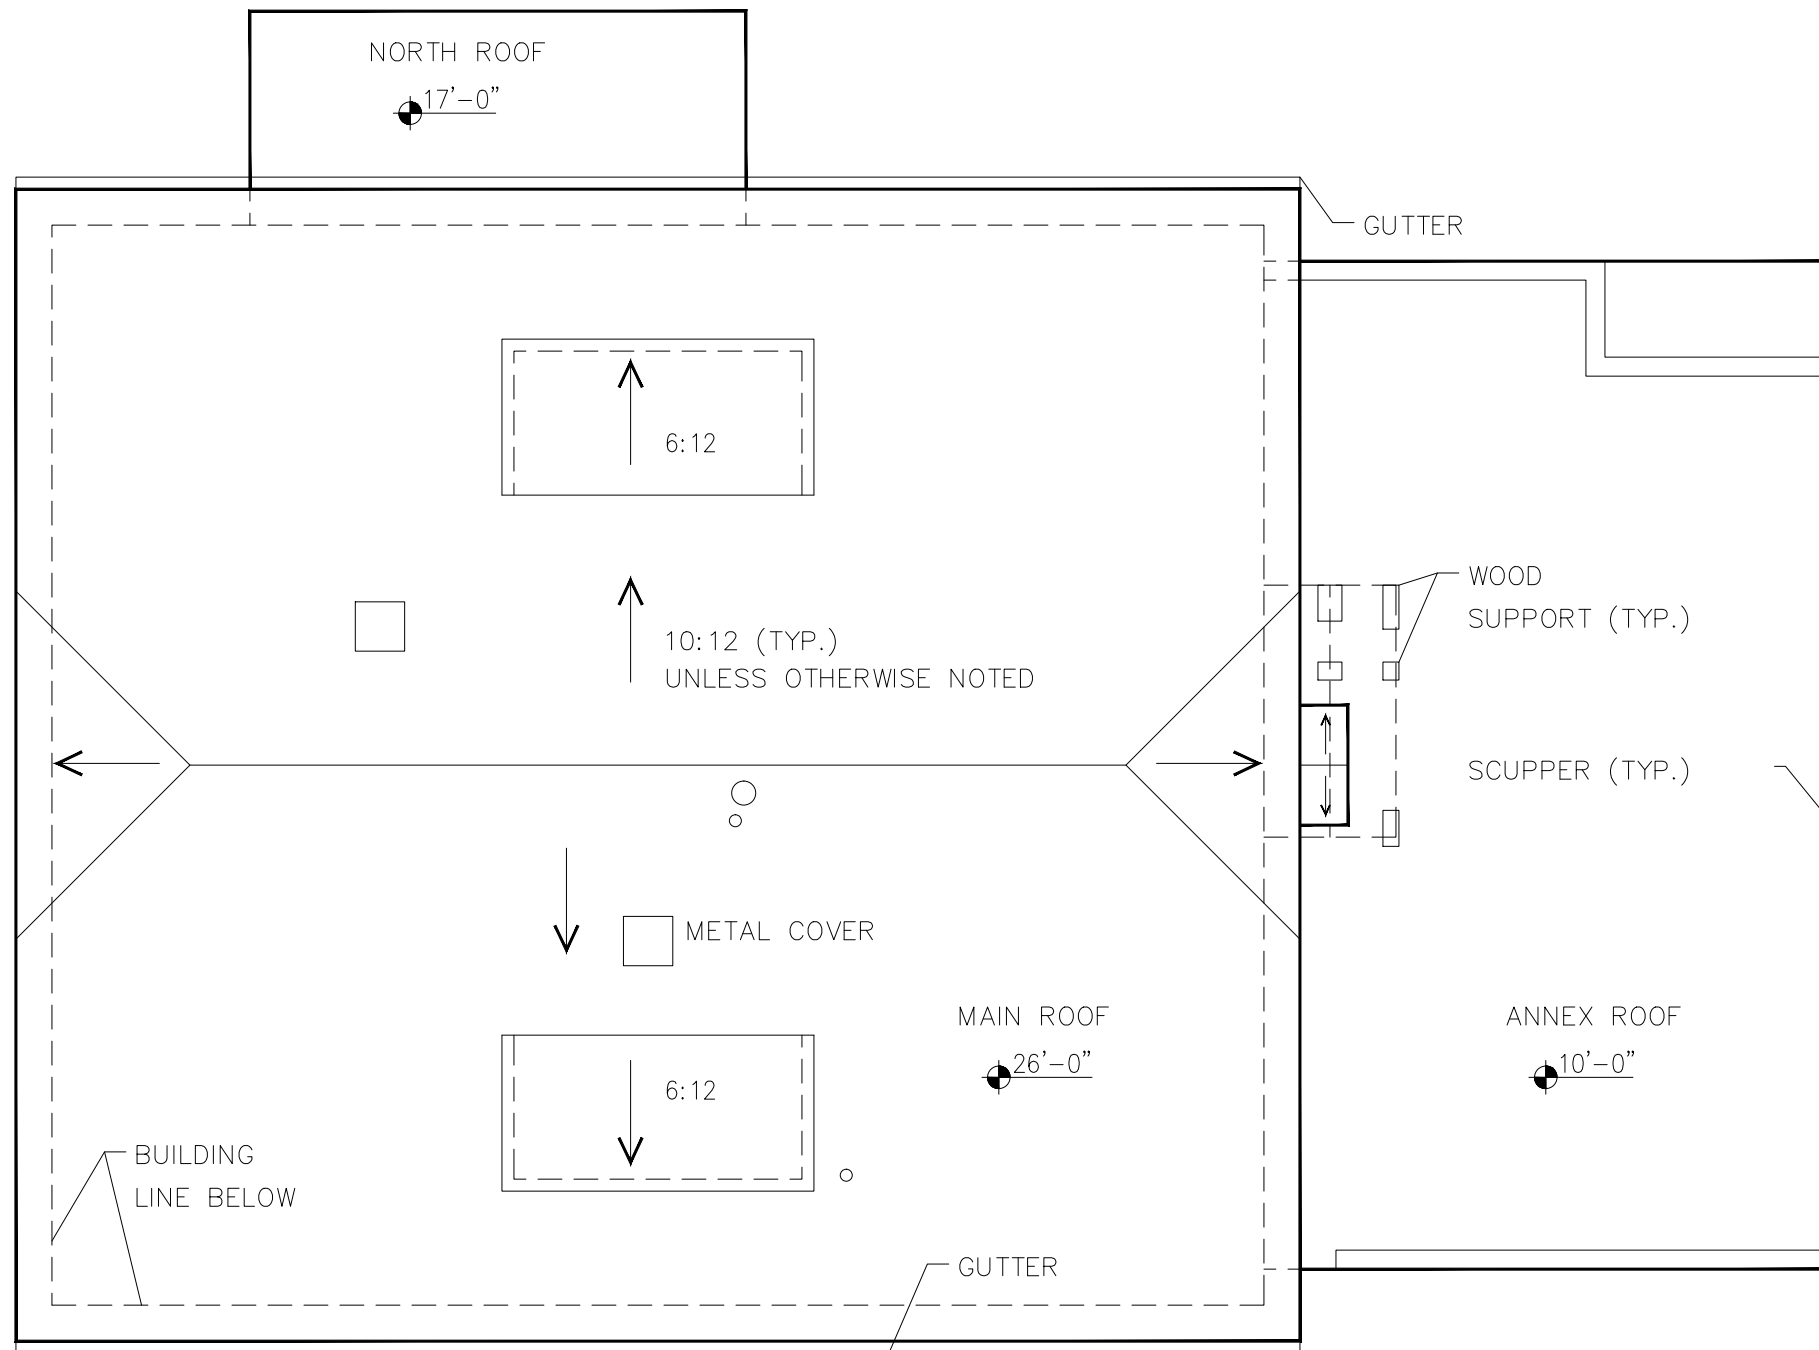 NORTH ROOF
17'-0"
GUTTER
6:12
WOOD
SUPPORT (TYP.)
10:12 (TYP.)
UNLESS OTHERWISE NOTED
SCUPPER (TYP.)
METAL COVER
MAIN ROOF
26'-0"
ANNEX ROOF
10'-0"
6:12
BUILDING
LINE BELOW
GUTTER